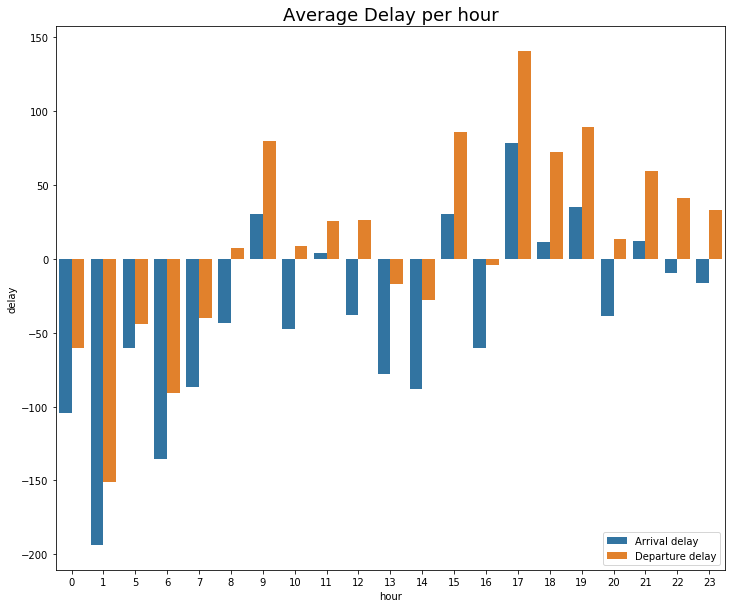 Average Delay per hour
150
100
50
0
−50
−100
−150
−200
delay
0 1 5 6 7 8 9 10 11 12 13 14 15 16 17 18 19 20 21 22 23
hour
Arrival delay
Departure delay